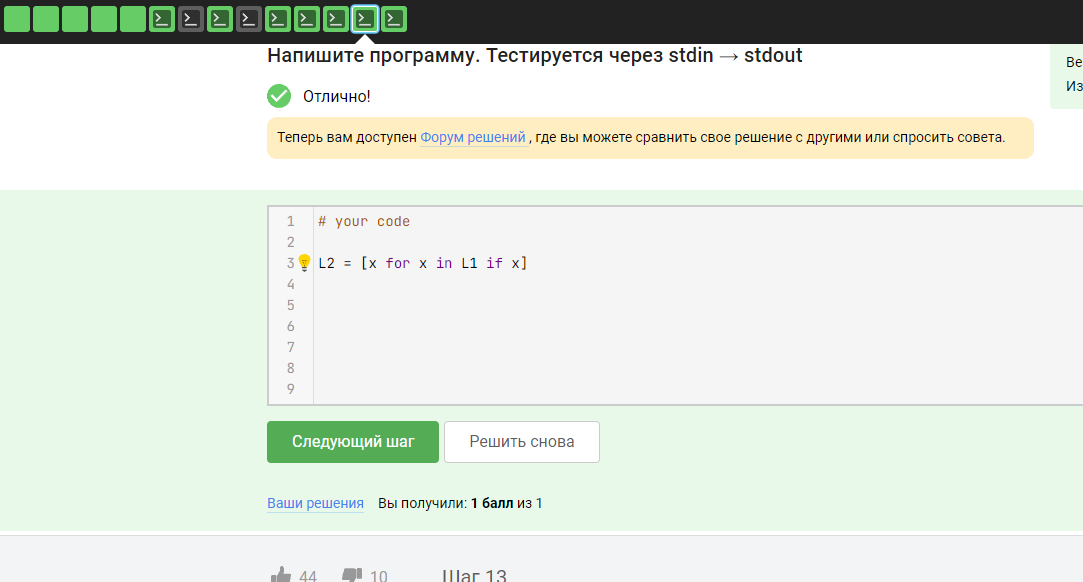 Напишите программу. Тестируется через stdin → stdout
Ве
Из
Отлично!
Теперь вам доступен Форум решений , где вы можете сравнить свое решение с другими или спросить совета.
1 # your code
2
3 L2 = [x for x in L1 if x]
4
5
6
7
8
9
Следующий шаг
Решить снова
Ваши решения Вы получили: 1 балл из 1
44 10 Шаг 13